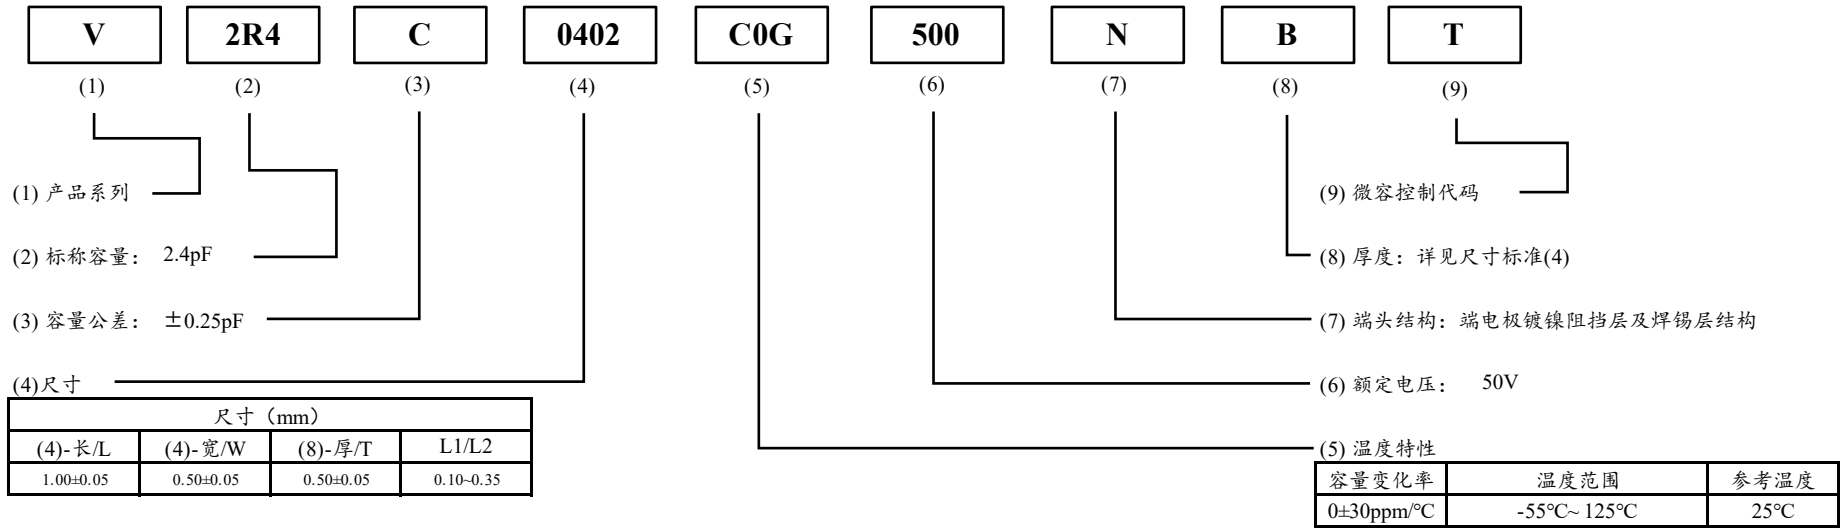 V 2R4 C 0402 C0G 500 N B T
(1) (2) (3) (4) (5) (6) (7) (8) (9)
(1) 产品系列
(9) 微容控制代码
(2) 标称容量： 2.4pF
(8) 厚度：详见尺寸标准(4)
(3) 容量公差： ±0.25pF
(7) 端头结构：端电极镀镍阻挡层及焊锡层结构
(4)尺寸
(6) 额定电压： 50V
尺寸（mm）
(4)-长/L (4)-宽/W (8)-厚/T L1/L2
1.00±0.05 0.50±0.05 0.50±0.05 0.10~0.35
(5) 温度特性
容量变化率 温度范围 参考温度
0±30ppm/°C -55°C~ 125°C 25°C